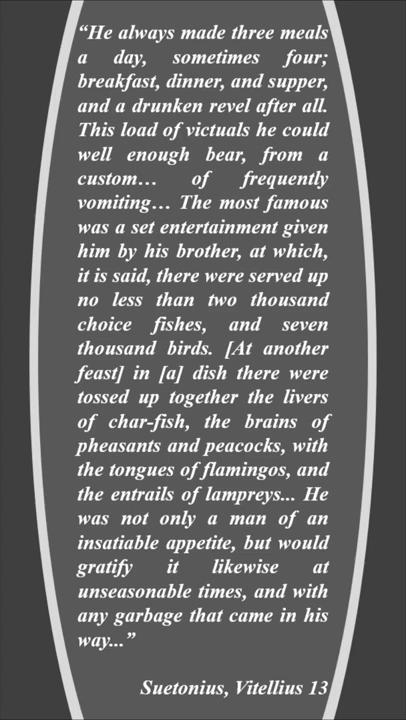 “He always made three meals
a day, sometimes four;
breakfast, dinner, and supper,
and a drunken revel after all.
This load of victuals he could
well enough bear, from a
custom… of frequently
vomiting… The most famous
was a set entertainment given
him by his brother, at which,
it is said, there were served up
no less than two thousand
choice fishes, and seven
thousand birds. [At another
feast] in [a] dish there were
tossed up together the livers
of char-fish, the brains of
pheasants and peacocks, with
the tongues of flamingos, and
the entrails of lampreys... He
was not only a man of an
insatiable appetite, but would
gratify it likewise at
unseasonable times, and with
any garbage that came in his
way...”
Suetonius, Vitellius 13